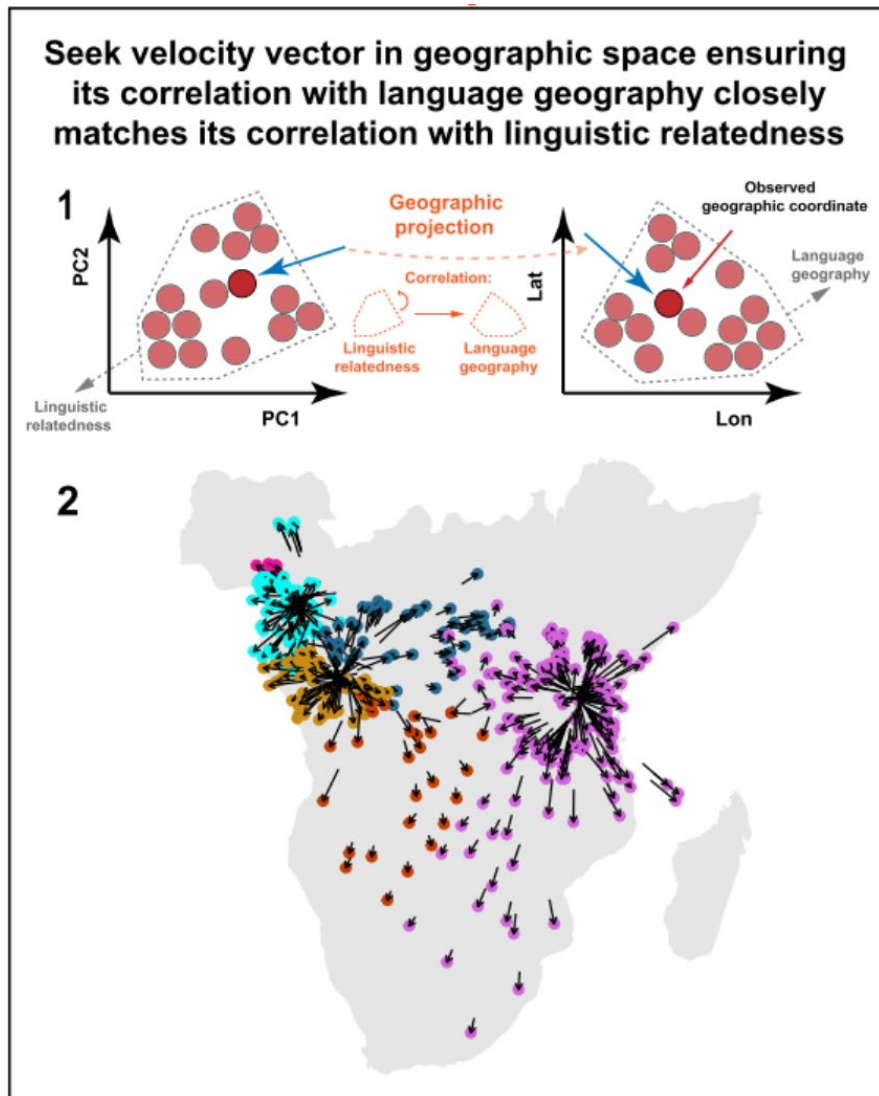 Seek velocity vector in geographic space ensuring
its correlation with language geography closely
matches its correlation with linguistic relatedness
1
PC2
PC1
Linguistic
relatedness
Geographic
projection
Correlation:
Linguistic
relatedness
Language
geography
Observed
geographic coordinate
Language
geography
Lat
Lon
2